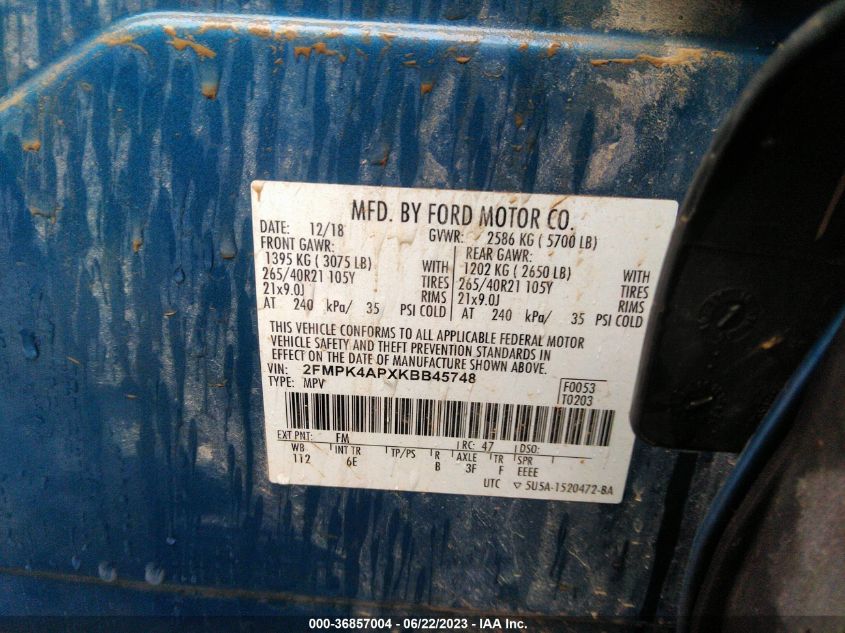 MFD. BY FORD MOTOR CO.
DATE: 12/18 GVWR: 2586 KG ( 5700 LB)
FRONT GAWR: REAR GAWR:
1395 KG ( 3075 LB) WITH 1202 KG ( 2650 LB) WITH
265/40R21 105Y TIRES 265/40R21 105Y TIRES
21x9.0J RIMS 21x9.0J RIMS
AT 240 kPa/ 35 PSI COLD AT 240 kPa/ 35 PSI COLD
THIS VEHICLE CONFORMS TO ALL APPLICABLE FEDERAL MOTOR
VEHICLE SAFETY AND THEFT PREVENTION STANDARDS IN
EFFECT ON THE DATE OF MANUFACTURE SHOWN ABOVE.
VIN: 2FMPK4APXKBB45748 F0053
TYPE: MPV T0203
EXT PNT: FM RC: 47 DSO:
WB INT TR TP/PS R AXLE TR SPR
112 6E B 3F F EEEE
UTC ▽ 5U5A-1520472-BA
000-36857004 - 06/22/2023 - IAA Inc.